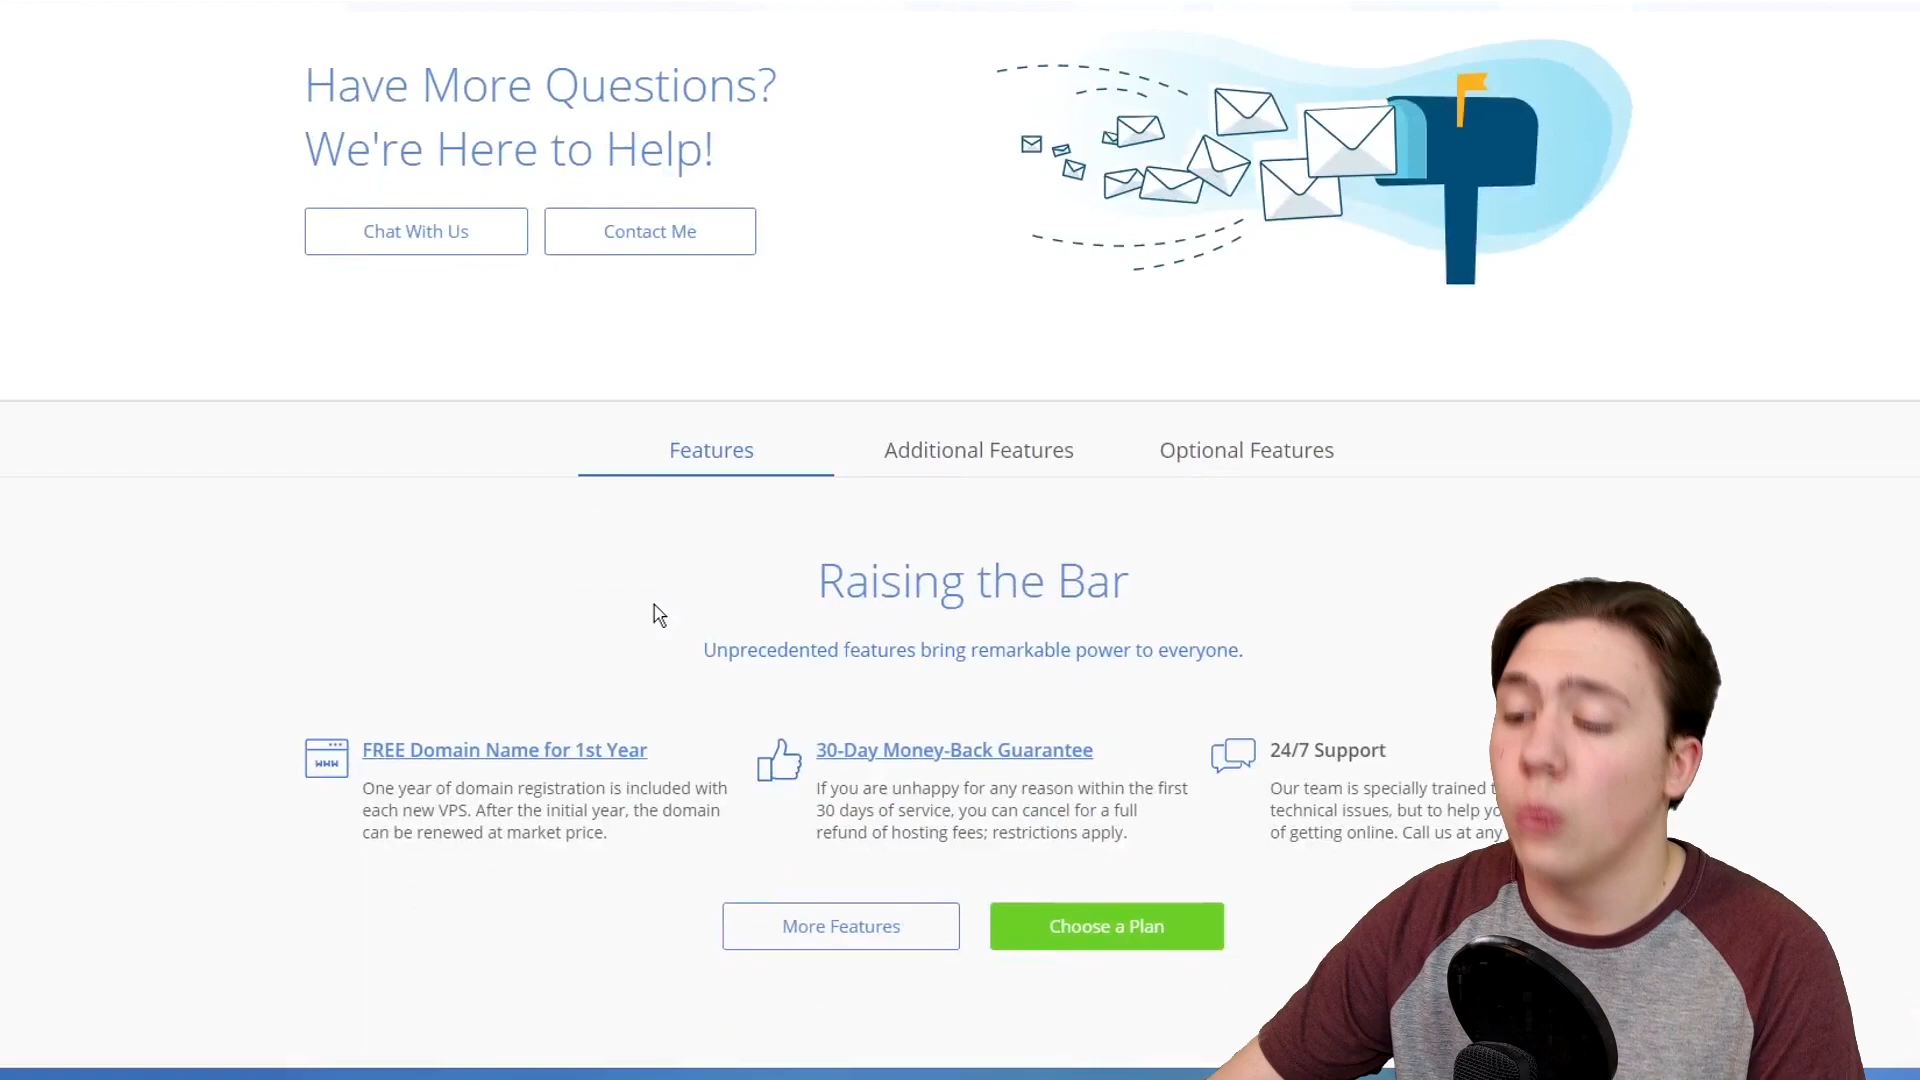 Have More Questions?
We're Here to Help!
Chat With Us
Contact Me
Features
Additional Features
Optional Features
Raising the Bar
Unprecedented features bring remarkable power to everyone.
FREE Domain Name for 1st Year
One year of domain registration is included with
each new VPS. After the initial year, the domain
can be renewed at market price.
30-Day Money-Back Guarantee
If you are unhappy for any reason within the first
30 days of service, you can cancel for a full
refund of hosting fees; restrictions apply.
24/7 Support
Our team is specially trained
technical issues, but to help
of getting online. Call us at any
More Features
Choose a Plan
www